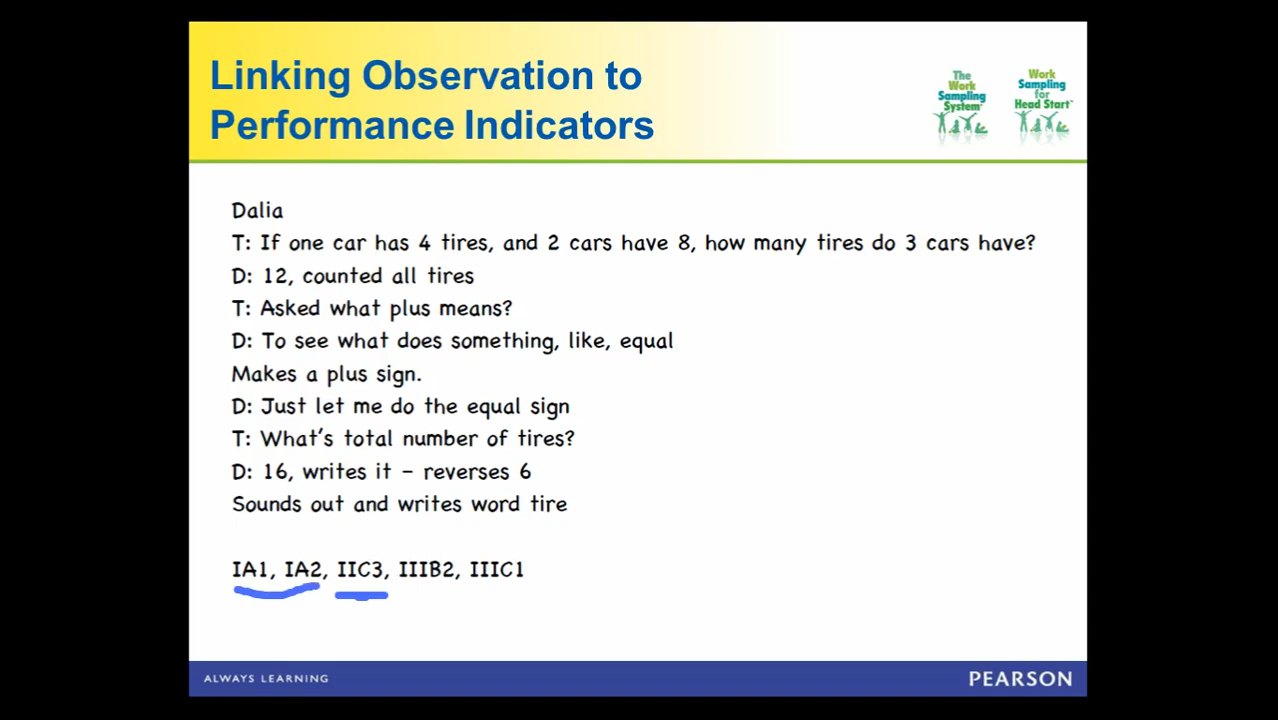 Linking Observation to
Performance Indicators
The
Work
Sampling
System
Work
Sampling
for
Head Start™
Dalia
T: If one car has 4 tires, and 2 cars have 8, how many tires do 3 cars have?
D: 12, counted all tires
T: Asked what plus means?
D: To see what does something, like, equal
Makes a plus sign.
D: Just let me do the equal sign
T: What's total number of tires?
D: 16, writes it – reverses 6
Sounds out and writes word tire
IA1, IA2, IIC3, IIIB2, IIIC1
ALWAYS LEARNING
PEARSON